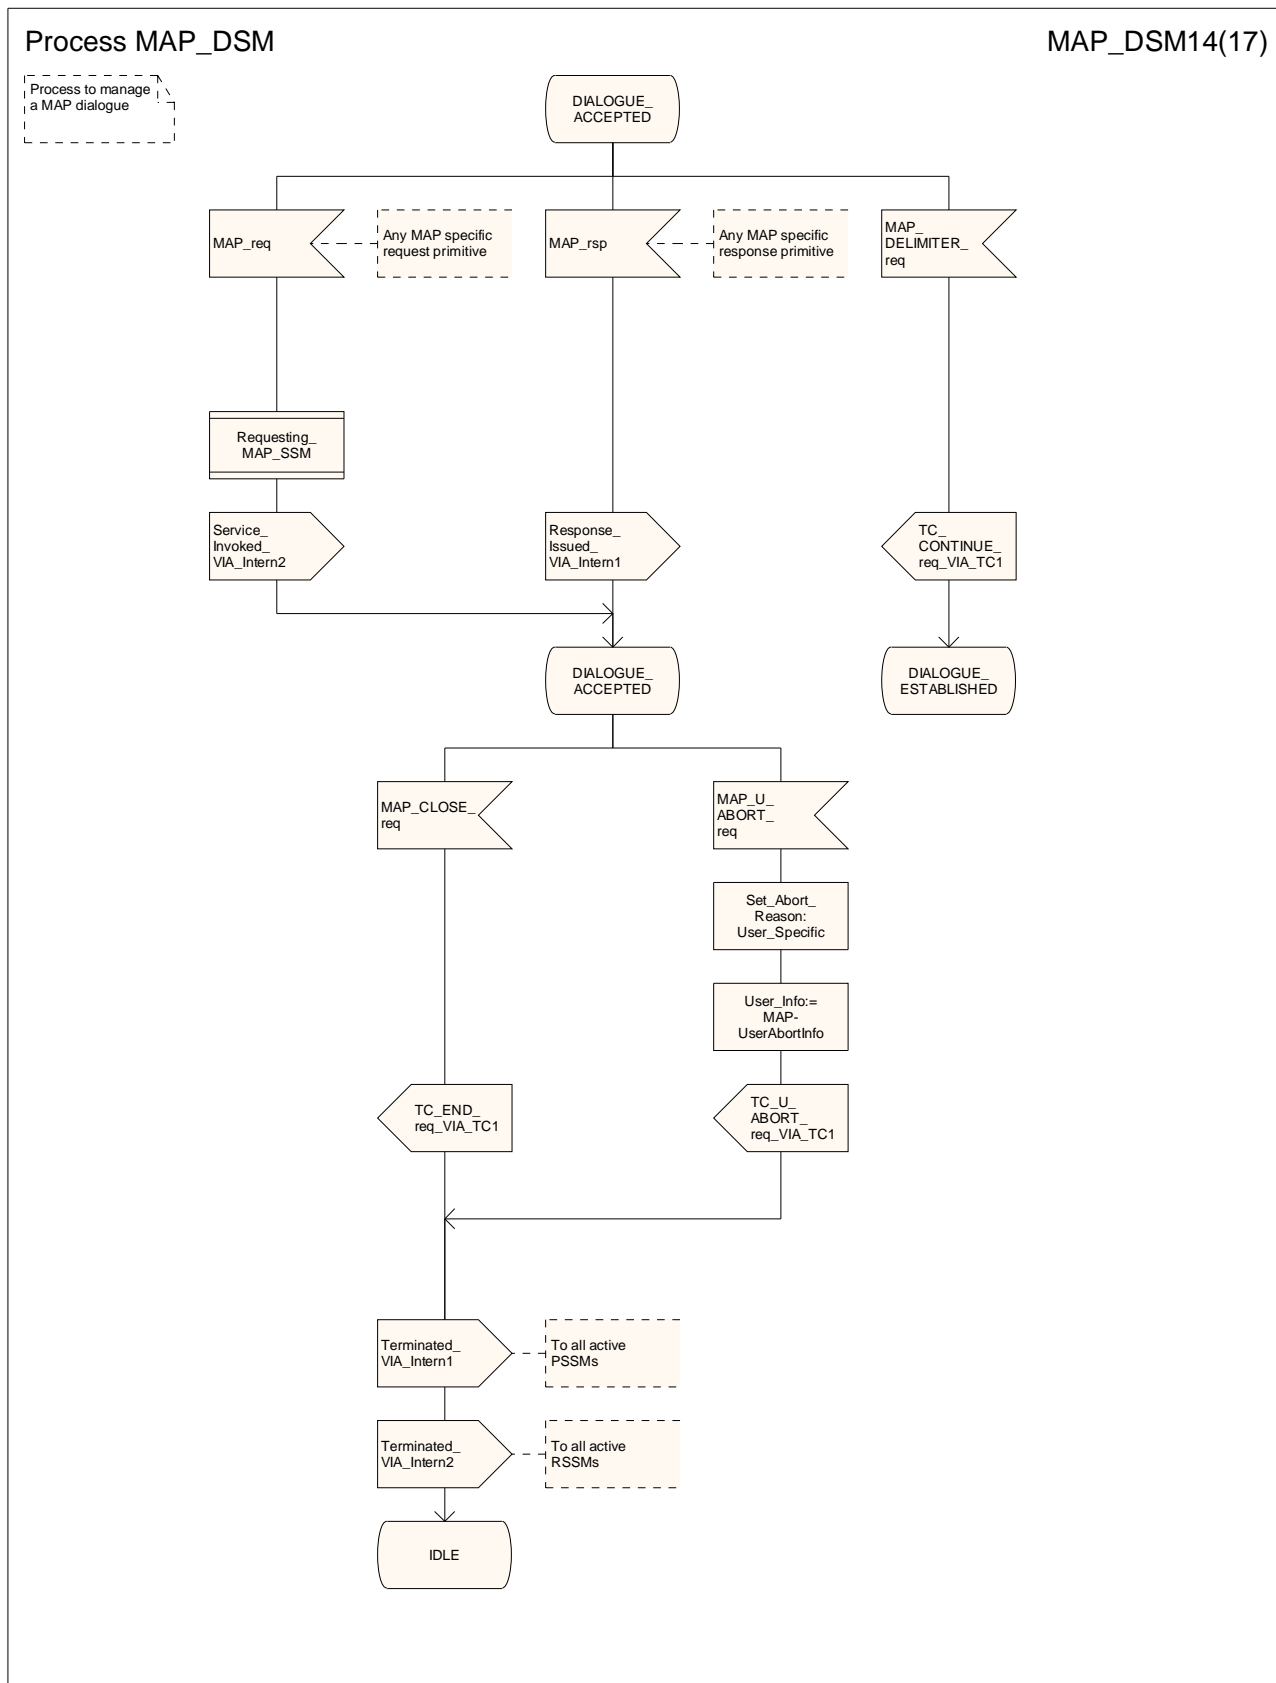 Process MAP_DSM
MAP_DSM14(17)
Process to manage
a MAP dialogue
DIALOGUE_
ACCEPTED
MAP_req
Any MAP specific
request primitive
MAP_rsp
Any MAP specific
response primitive
MAP_
DELIMITER_
req
Requesting_
MAP_SSM
Service_
Invoked_
VIA_Intern2
Response_
Issued_
VIA_Intern1
TC_
CONTINUE_
req_VIA_TC1
DIALOGUE_
ACCEPTED
DIALOGUE_
ESTABLISHED
MAP_CLOSE_
req
MAP_U_
ABORT_
req
Set_Abort_
Reason:
User_Specific
User_Info:=
MAP-
UserAbortInfo
TC_END_
req_VIA_TC1
TC_U_
ABORT_
req_VIA_TC1
Terminated_
VIA_Intern1
To all active
PSSMs
Terminated_
VIA_Intern2
To all active
RSSMs
IDLE